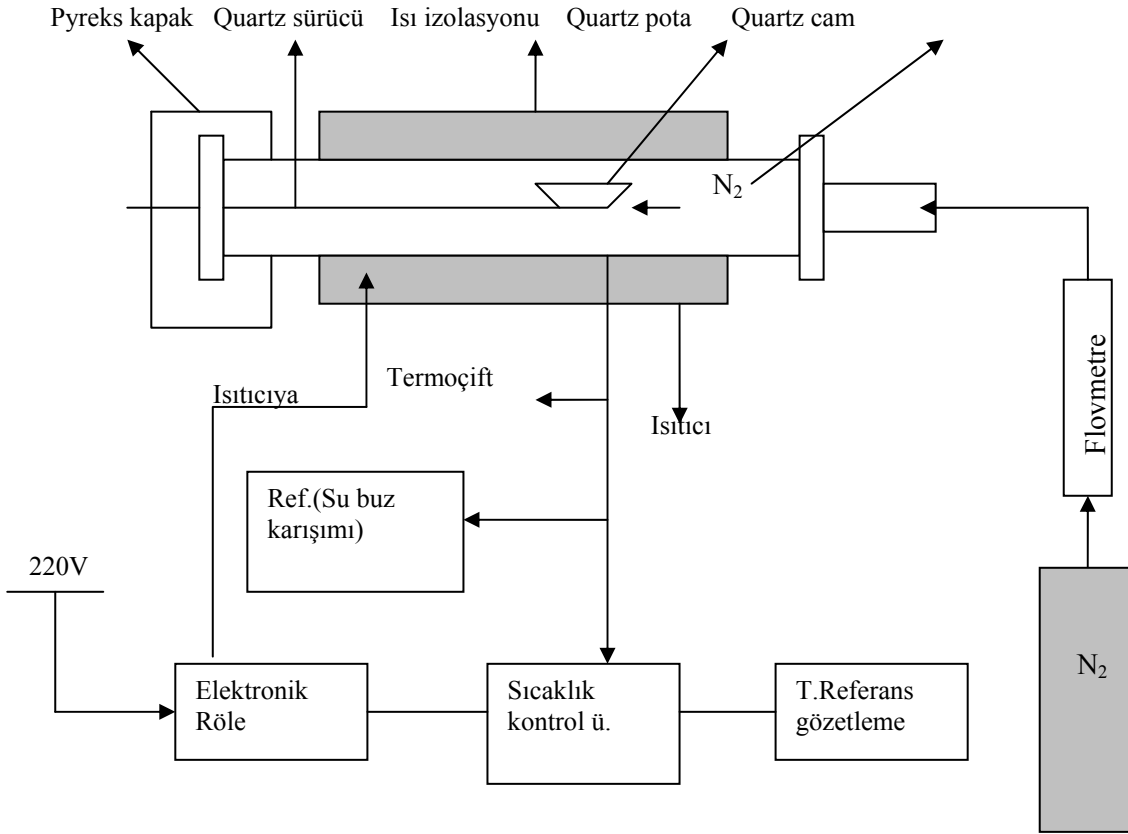 Pyreks kapak Quartz sürücü Isı izolasyonu Quartz pota Quartz cam
N₂
Termoçift
Isıtıcıya
Isıtıcı
Flovmetre
Ref.(Su buz
karışımı)
220V
N₂
Elektronik
Röle
Sıcaklık
kontrol ü.
T.Referans
gözetleme